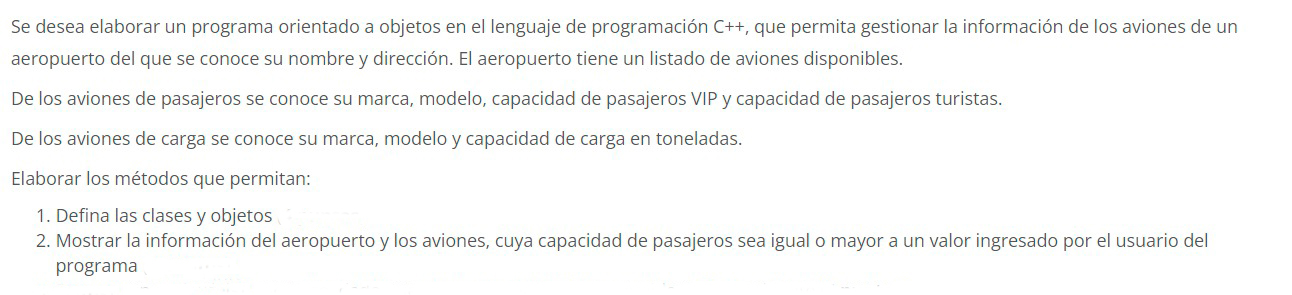 Se desea elaborar un programa orientado a objetos en el lenguaje de programación C++, que permita gestionar la información de los aviones de un
aeropuerto del que se conoce su nombre y dirección. El aeropuerto tiene un listado de aviones disponibles.
De los aviones de pasajeros se conoce su marca, modelo, capacidad de pasajeros VIP y capacidad de pasajeros turistas.
De los aviones de carga se conoce su marca, modelo y capacidad de carga en toneladas.
Elaborar los métodos que permitan:
1. Defina las clases y objetos
2. Mostrar la información del aeropuerto y los aviones, cuya capacidad de pasajeros sea igual o mayor a un valor ingresado por el usuario del
programa